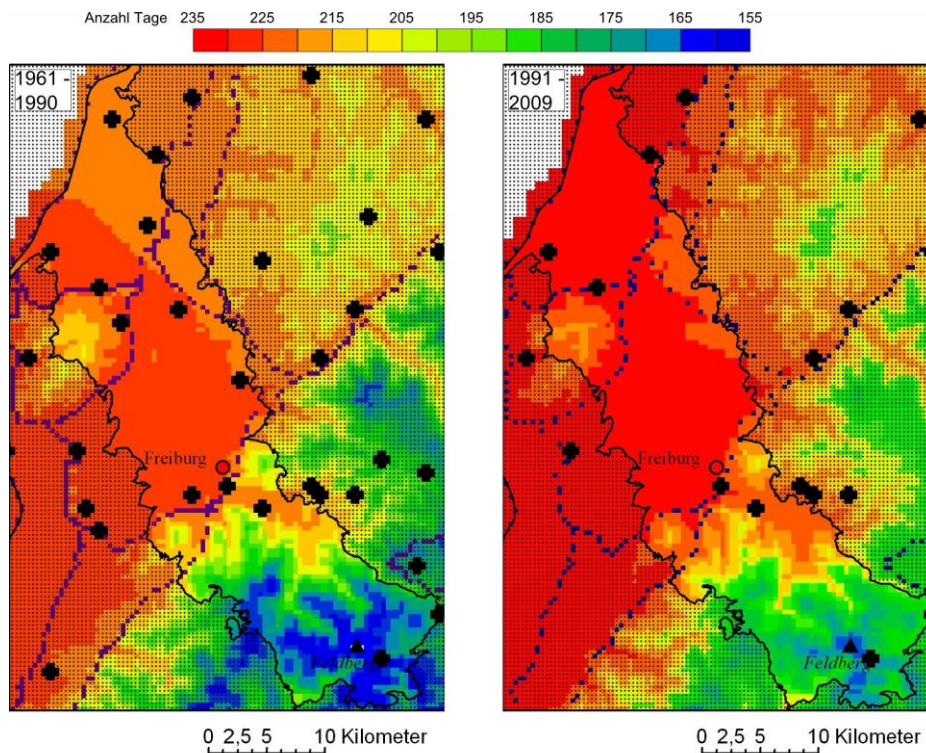 Anzahl Tage 235 225 215 205 195 185 175 165 155
1961 -
1990
1991 -
2009
Freiburg
Freiburg
Feldberg
Feldberg
0 2,5 5 10 Kilometer
0 2,5 5 10 Kilometer